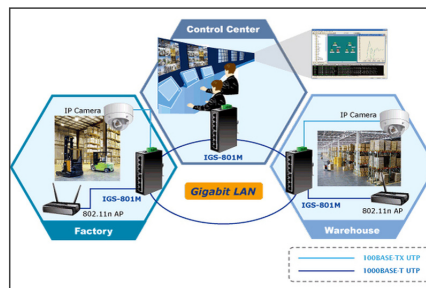 Control Center
IP Camera
IGS-801M
802.11n AP
Factory
IGS-801M
Gigabit LAN
IP Camera
IGS-801M
802.11n AP
Warehouse
100BASE-TX UTP
1000BASE-T UTP